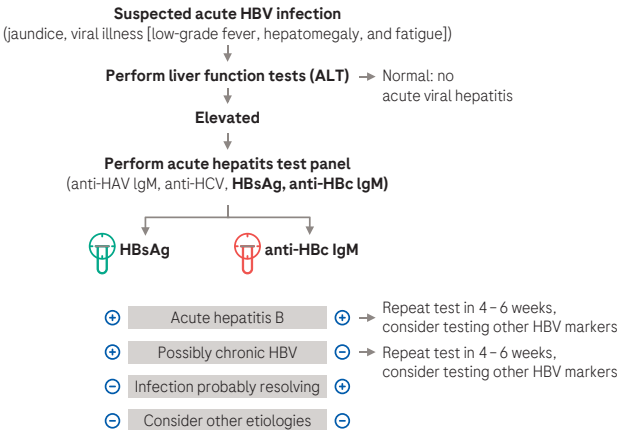 Suspected acute HBV infection
(jaundice, viral illness [low-grade fever, hepatomegaly, and fatigue])
Perform liver function tests (ALT)
Normal: no
acute viral hepatitis
Elevated
Perform acute hepatits test panel
(anti-HAV lgM, anti-HCV, HBsAg, anti-HBc lgM)
HBsAg
anti-HBc IgM
+ Acute hepatitis B +
Repeat test in 4–6 weeks,
consider testing other HBV markers
+ Possibly chronic HBV −
Repeat test in 4–6 weeks,
consider testing other HBV markers
− Infection probably resolving +
− Consider other etiologies −